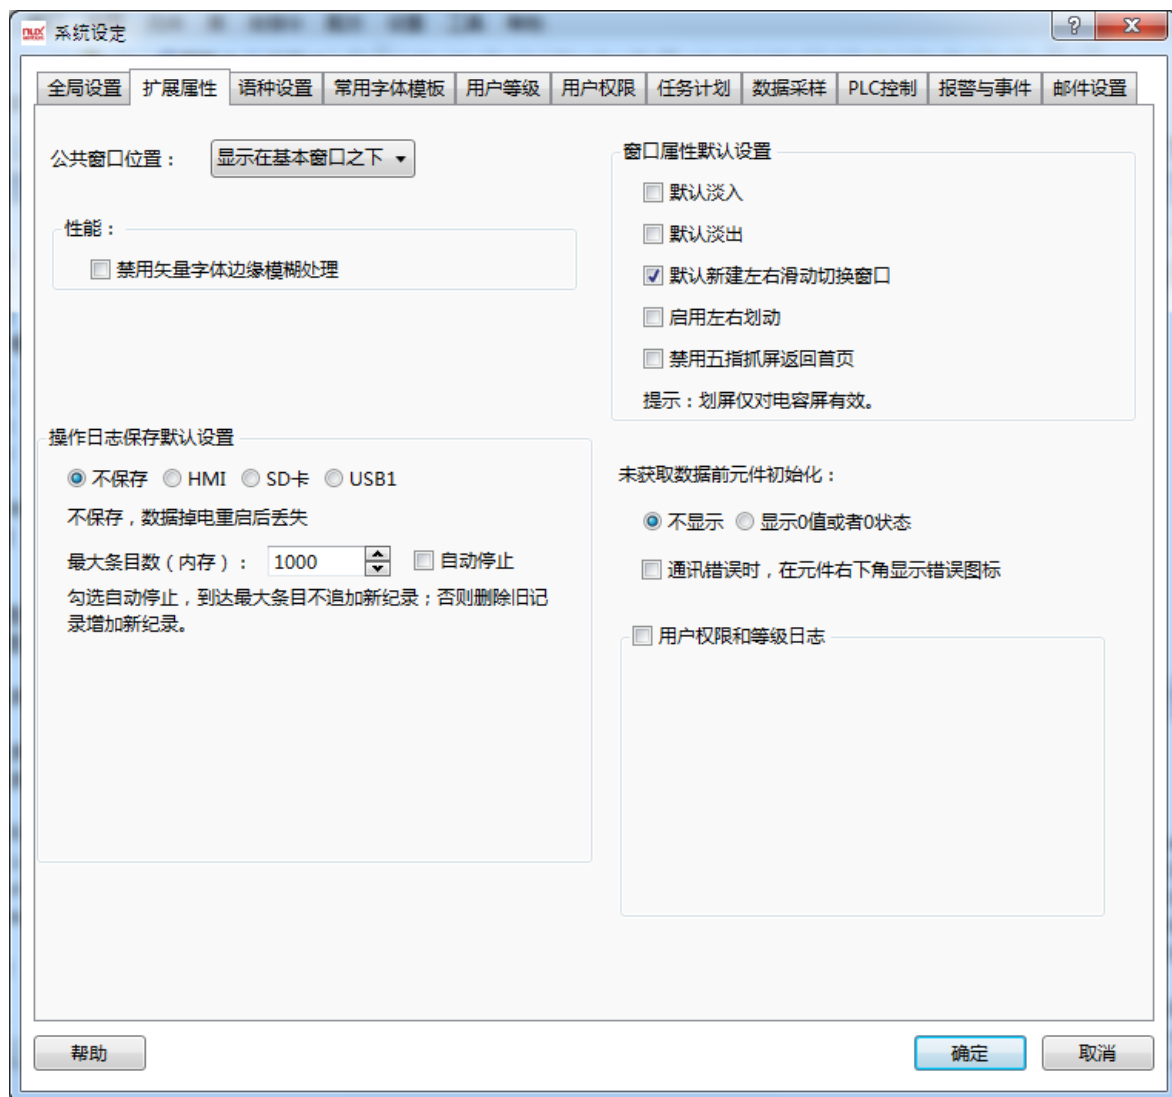 系统设定
全局设置 扩展属性 语种设置 常用字体模板 用户等级 用户权限 任务计划 数据采样 PLC控制 报警与事件 邮件设置
公共窗口位置： 显示在基本窗口之下
性能：
禁用矢量字体边缘模糊处理
窗口属性默认设置
默认淡入
默认淡出
默认新建左右滑动切换窗口
启用左右划动
禁用五指抓屏返回首页
提示：划屏仅对电容屏有效。
操作日志保存默认设置
不保存 HMI SD卡 USB1
不保存，数据掉电重启后丢失
最大条目数（内存）： 1000 自动停止
勾选自动停止，到达最大条目不追加新纪录；否则删除旧记
录增加新纪录。
未获取数据前元件初始化：
不显示 显示0值或者0状态
通讯错误时，在元件右下角显示错误图标
用户权限和等级日志
帮助 确定 取消